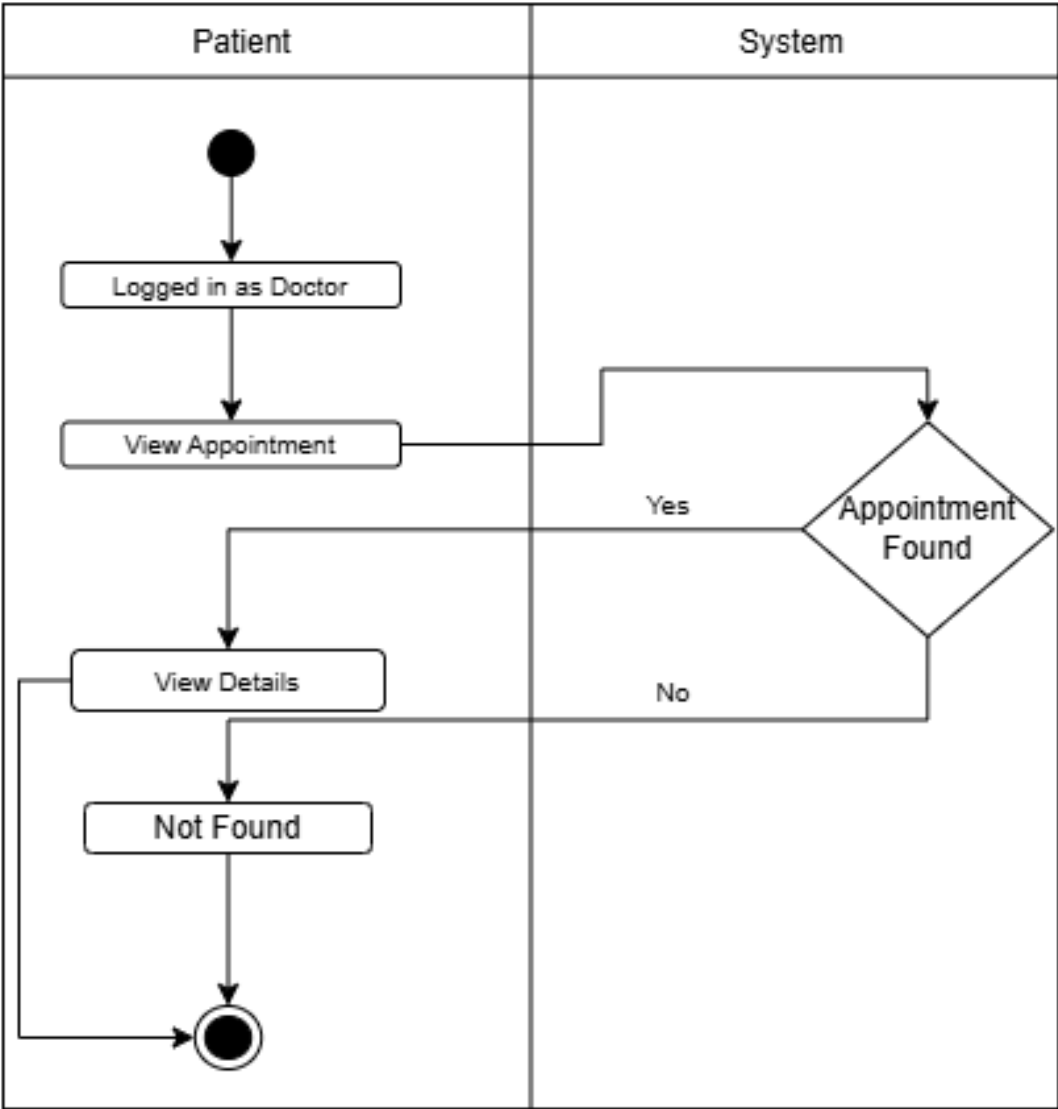 Patient
System
Logged in as Doctor
View Appointment
Yes
Appointment
Found
View Details
No
Not Found